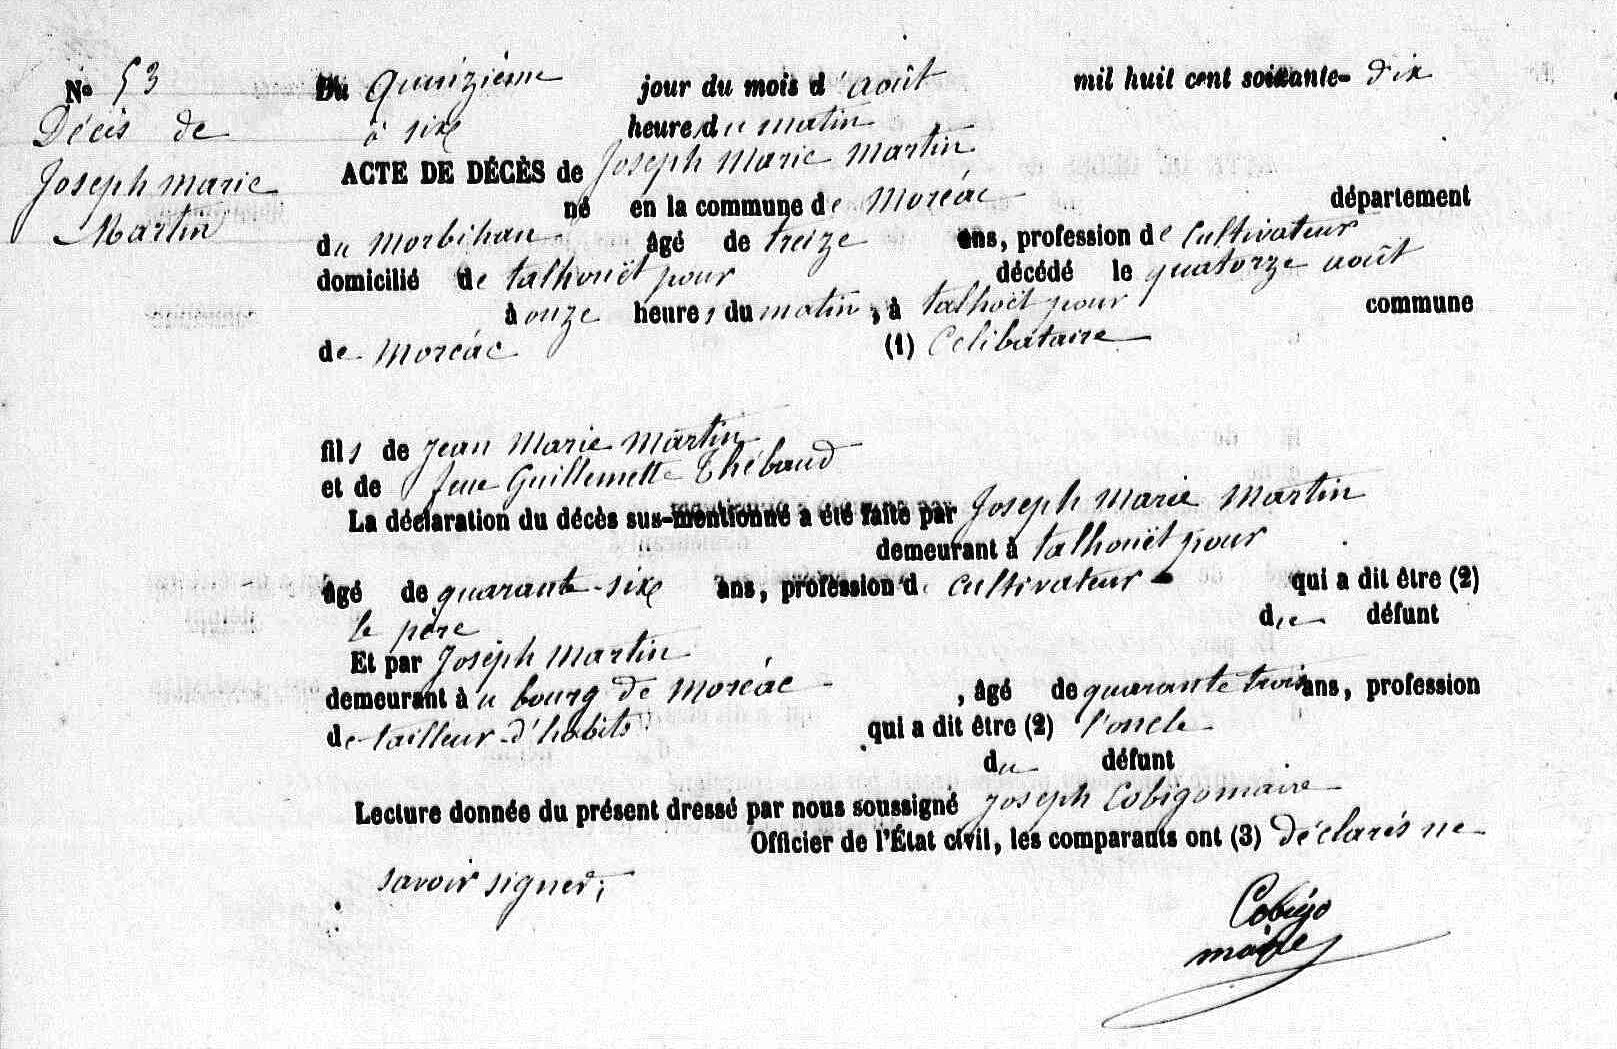 No 53
Décès de
Joseph Marie
Martin
Du Quinzième jour du mois d'août mil huit cent soixante-dix
à six heures du matin
ACTE DE DÉCÈS de Joseph Marie Martin
né en la commune de Moréac département
du Morbihan âgé de treize ans, profession de cultivateur
domicilié de talhouët pour décédé le quatorze août
à onze heures du matin, à talhoët pour commune
de Moréac (1) Célibataire
fils de Jean Marie Martin
et de feue Guillemette Thébaud
La déclaration du décès sus-mentionné a été faite par Joseph Marie Martin
demeurant à talhouët pour
âgé de quarante-six ans, profession de cultivateur qui a dit être (2)
le père du défunt
Et par Joseph Martin
demeurant à u bourg de Moréac, âgé de quarante trois ans, profession
de tailleur d'habits qui a dit être (2) l'oncle
du défunt
Lecture donnée du présent dressé par nous soussigné Joseph Cobigo maire
Officier de l'État civil, les comparants ont (3) déclarés ne
savoir signer;
Cobigo
maire